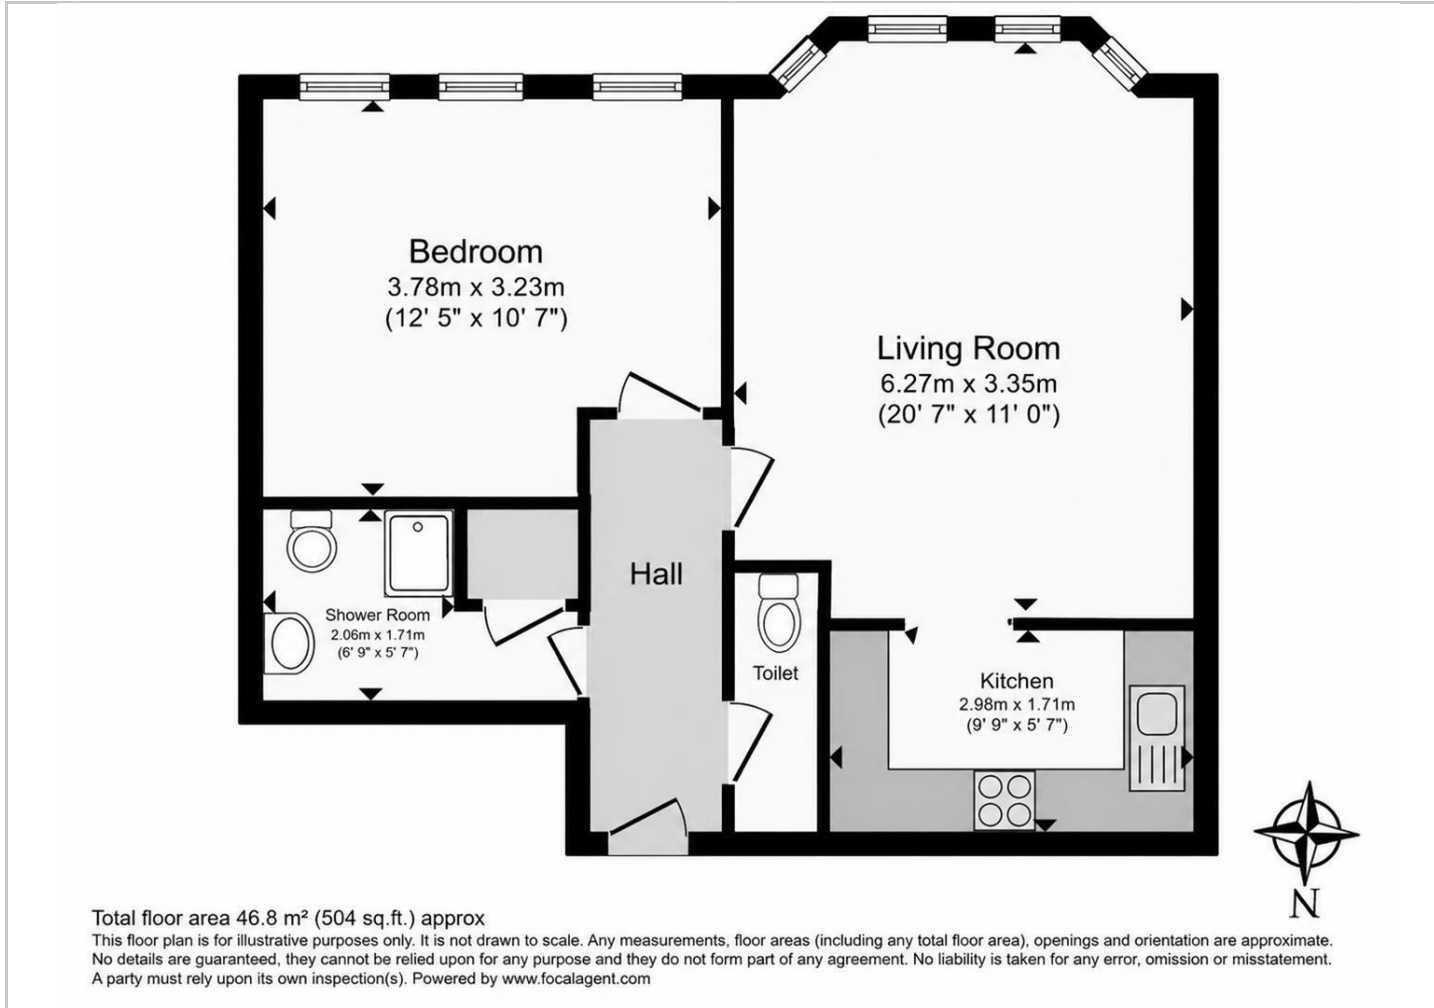 Bedroom
3.78m x 3.23m
(12' 5" x 10' 7")
Living Room
6.27m x 3.35m
(20' 7" x 11' 0")
Hall
Shower Room
2.06m x 1.71m
(6' 9" x 5' 7")
Toilet
Kitchen
2.98m x 1.71m
(9' 9" x 5' 7")
N
Total floor area 46.8 m² (504 sq.ft.) approx
This floor plan is for illustrative purposes only. It is not drawn to scale. Any measurements, floor areas (including any total floor area), openings and orientation are approximate.
No details are guaranteed, they cannot be relied upon for any purpose and they do not form part of any agreement. No liability is taken for any error, omission or misstatement.
A party must rely upon its own inspection(s). Powered by www.focalagent.com